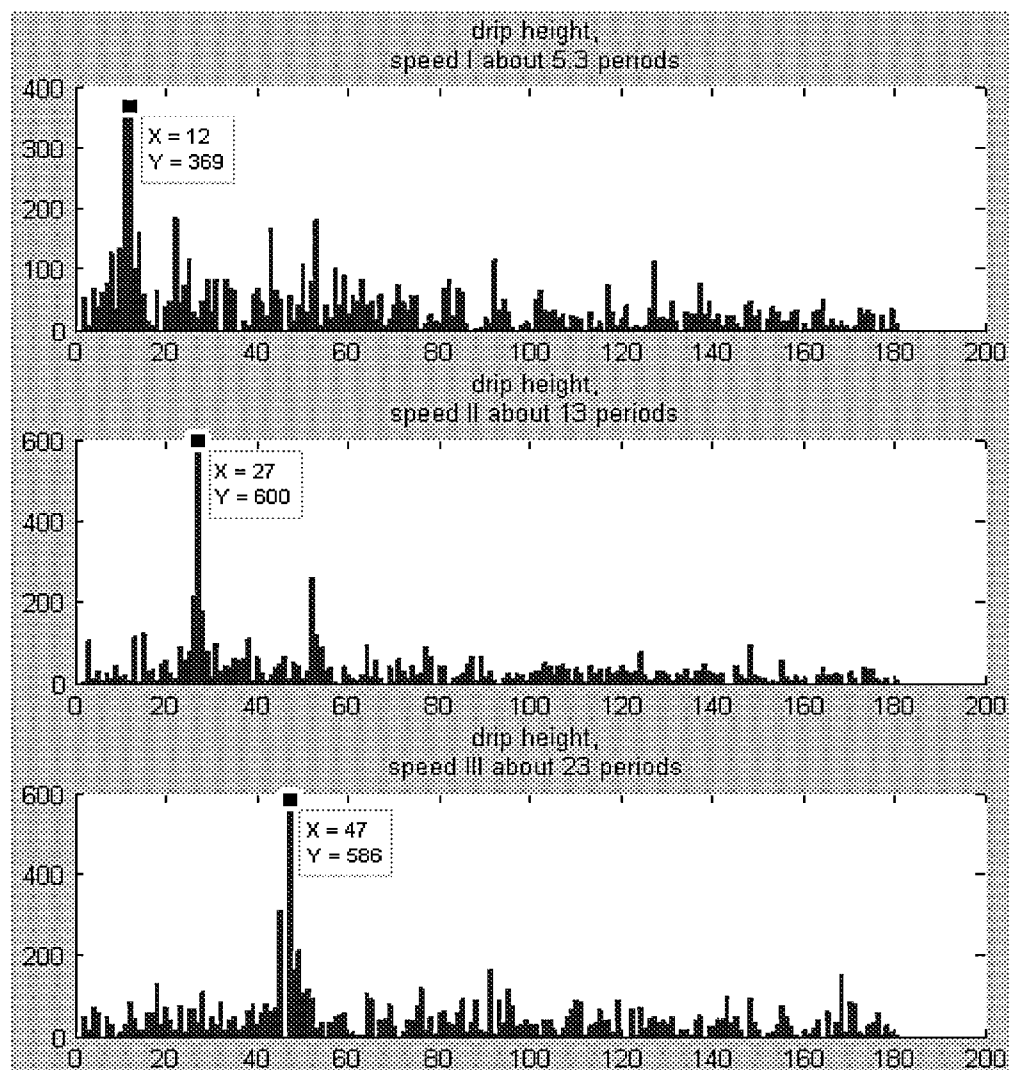 drip height,
speed I about 5.3 periods
400
300
200
100
0
X = 12
Y = 369
0 20 40 60 80 100 120 140 160 180 200
drip height,
speed II about 13 periods
600
400
200
0
X = 27
Y = 600
0 20 40 60 80 100 120 140 160 180 200
drip height,
speed III about 23 periods
600
400
200
0
X = 47
Y = 586
0 20 40 60 80 100 120 140 160 180 200